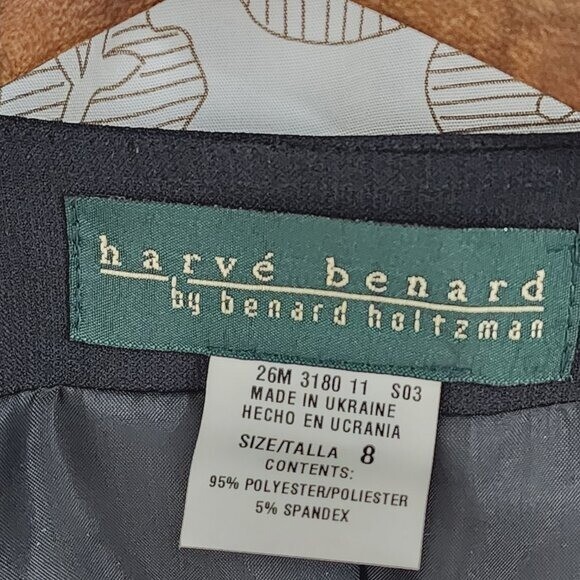 harvé benard
by benard holtzman
26M 3180 11 S03
MADE IN UKRAINE
HECHO EN UCRANIA
SIZE/TALLA 8
CONTENTS:
95% POLYESTER/POLIESTER
5% SPANDEX